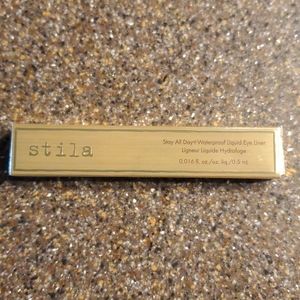 stila
Stay All Day® Waterproof Liquid Eye Liner
Ligneur Liquide Hydrofuge
0.016 fl. oz./oz. liq./0.5 mL